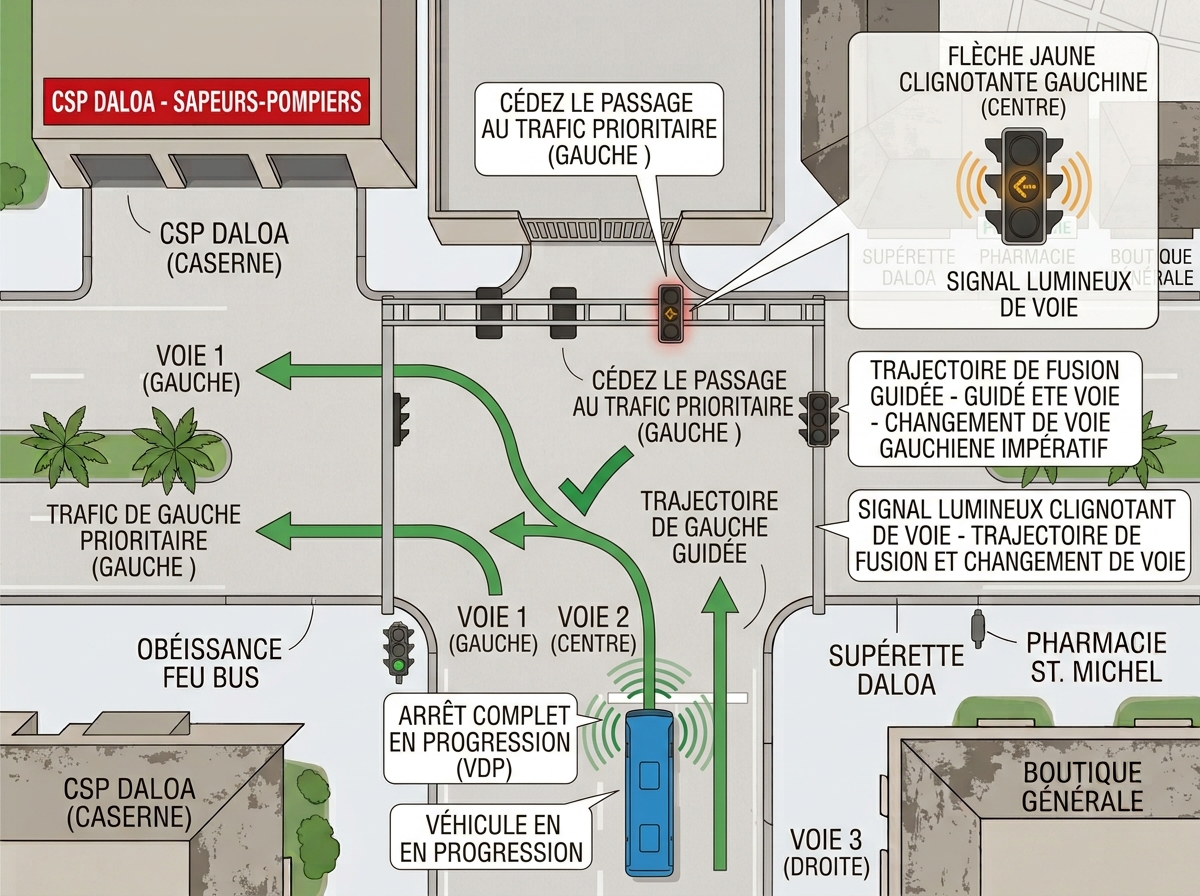 CSP DALOA - SAPEURS-POMPIERS
CÉDEZ LE PASSAGE
AU TRAFIC PRIORITAIRE
(GAUCHE )
FLÈCHE JAUNE
CLIGNOTANTE GAUCHINE
(CENTRE)
SUPÉRETTE
DALOA
PHARMACIE
BOUTIQUE
GÉNÉRALE
SIGNAL LUMINEUX
DE VOIE
CSP DALOA
(CASERNE)
VOIE 1
(GAUCHE)
CÉDEZ LE PASSAGE
AU TRAFIC PRIORITAIRE
(GAUCHE )
TRAJECTOIRE DE FUSION
GUIDÉE - GUIDÉ ETE VOIE
- CHANGEMENT DE VOIE
GAUCHIENE IMPÉRATIF
TRAFIC DE GAUCHE
PRIORITAIRE
(GAUCHE )
TRAJECTOIRE
DE GAUCHE
GUIDÉE
SIGNAL LUMINEUX CLIGNOTANT
DE VOIE - TRAJECTOIRE DE
FUSION ET CHANGEMENT DE VOIE
VOIE 1
(GAUCHE)
VOIE 2
(CENTRE)
OBÉISSANCE
FEU BUS
SUPÉRETTE
DALOA
PHARMACIE
ST. MICHEL
ARRÊT COMPLET
EN PROGRESSION
(VDP)
VÉHICULE EN
EN PROGRESSION
CSP DALOA
(CASERNE)
VOIE 3
(DROITE)
BOUTIQUE
GÉNÉRALE